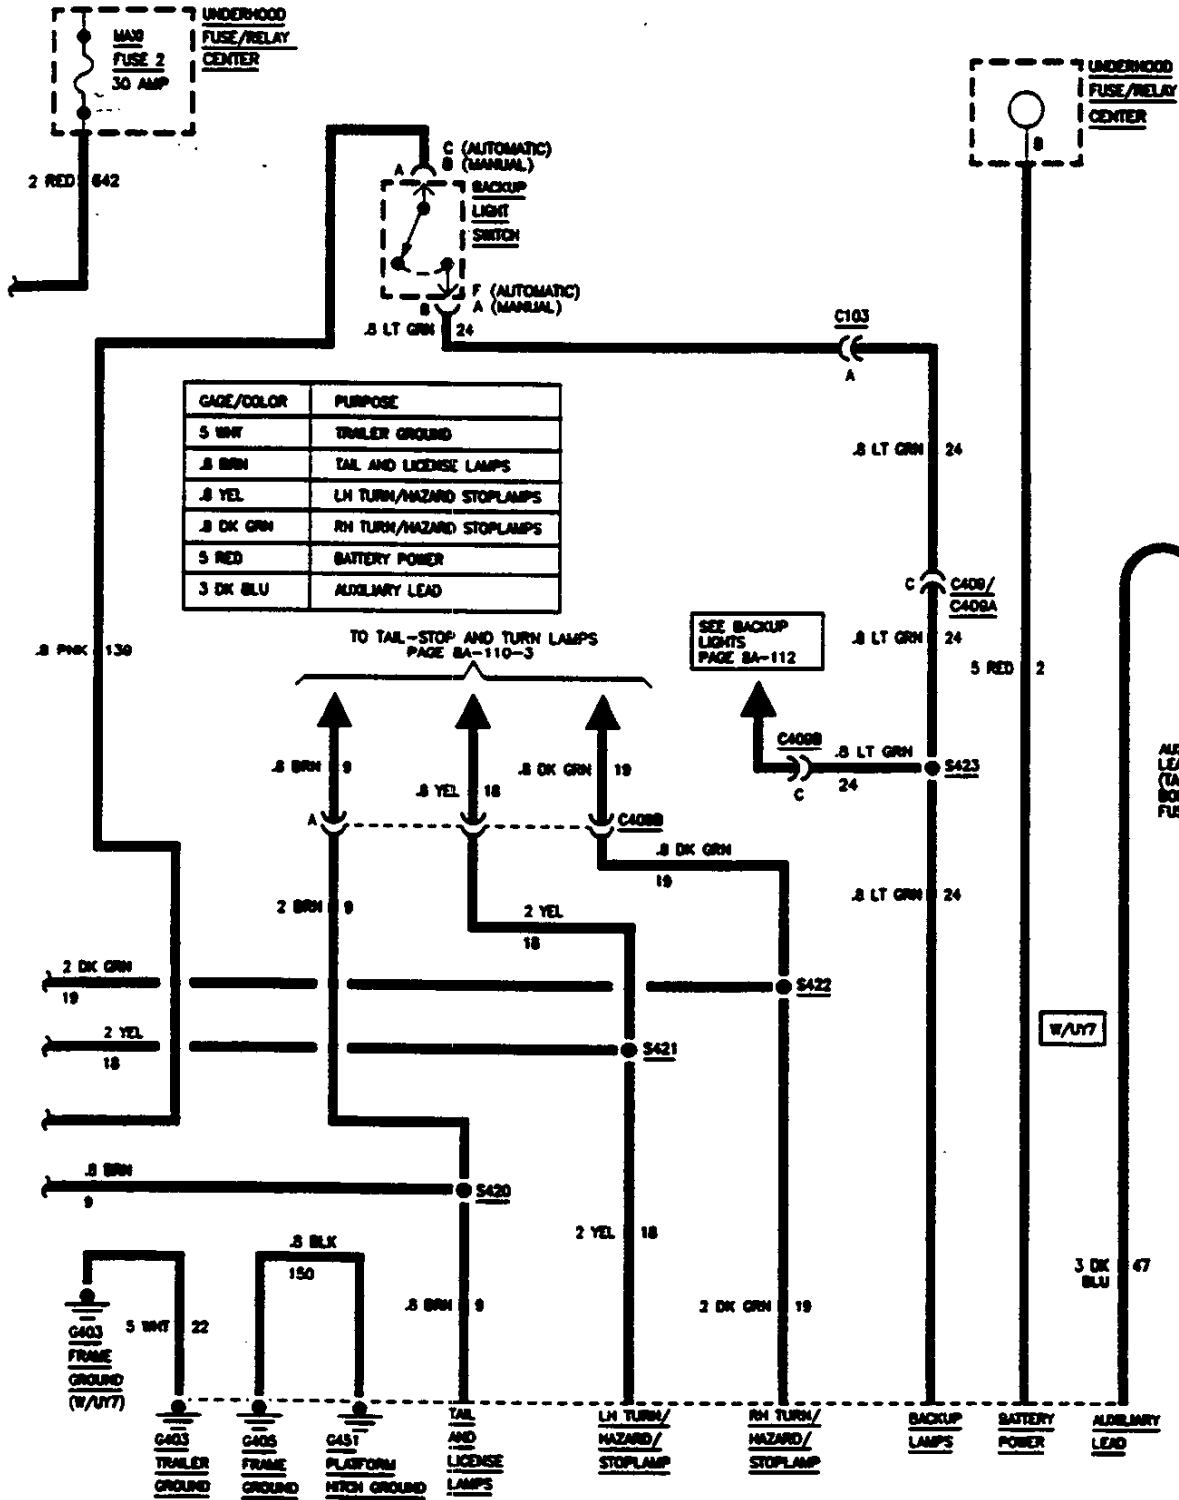 UNDERHOOD
FUSE/RELAY
CENTER
MAXI
FUSE 2
30 AMP
2 RED 642
C (AUTOMATIC)
B (MANUAL)
A
BACKUP
LIGHT
SWITCH
F (AUTOMATIC)
A (MANUAL)
B
.8 LT GRN 24
UNDERHOOD
FUSE/RELAY
CENTER
B
C103
A
GAGE/COLOR PURPOSE
5 WHT TRAILER GROUND
.8 BRN TAIL AND LICENSE LAMPS
.8 YEL LH TURN/HAZARD STOPLAMPS
.8 DK GRN RH TURN/HAZARD STOPLAMPS
5 RED BATTERY POWER
3 DK BLU AUXILIARY LEAD
.8 LT GRN 24
C C409/
C409A
.8 LT GRN 24
TO TAIL-STOP AND TURN LAMPS
PAGE 8A-110-3
SEE BACKUP
LIGHTS
PAGE 8A-112
.8 PNK 139
5 RED 2
C409B
C
.8 LT GRN
24
S423
.8 BRN 9
.8 YEL 18
.8 DK GRN 19
A
C409B
.8 DK GRN
19
AUX
LEA
(TA
BO
FUS
2 BRN 9
2 YEL
18
.8 LT GRN 24
2 DK GRN
19
S422
2 YEL
18
S421
W/UY7
.8 BRN
9
S420
2 YEL 18
.8 BLK
150
3 DK 47
BLU
.8 BRN 9
2 DK GRN 19
5 WHT 22
G403
FRAME
GROUND
(W/UY7)
G403
TRAILER
GROUND
G405
FRAME
GROUND
G451
PLATFORM
HITCH GROUND
TAIL
AND
LICENSE
LAMPS
LH TURN/
HAZARD/
STOPLAMP
RH TURN/
HAZARD/
STOPLAMP
BACKUP
LAMPS
BATTERY
POWER
AUXILIARY
LEAD